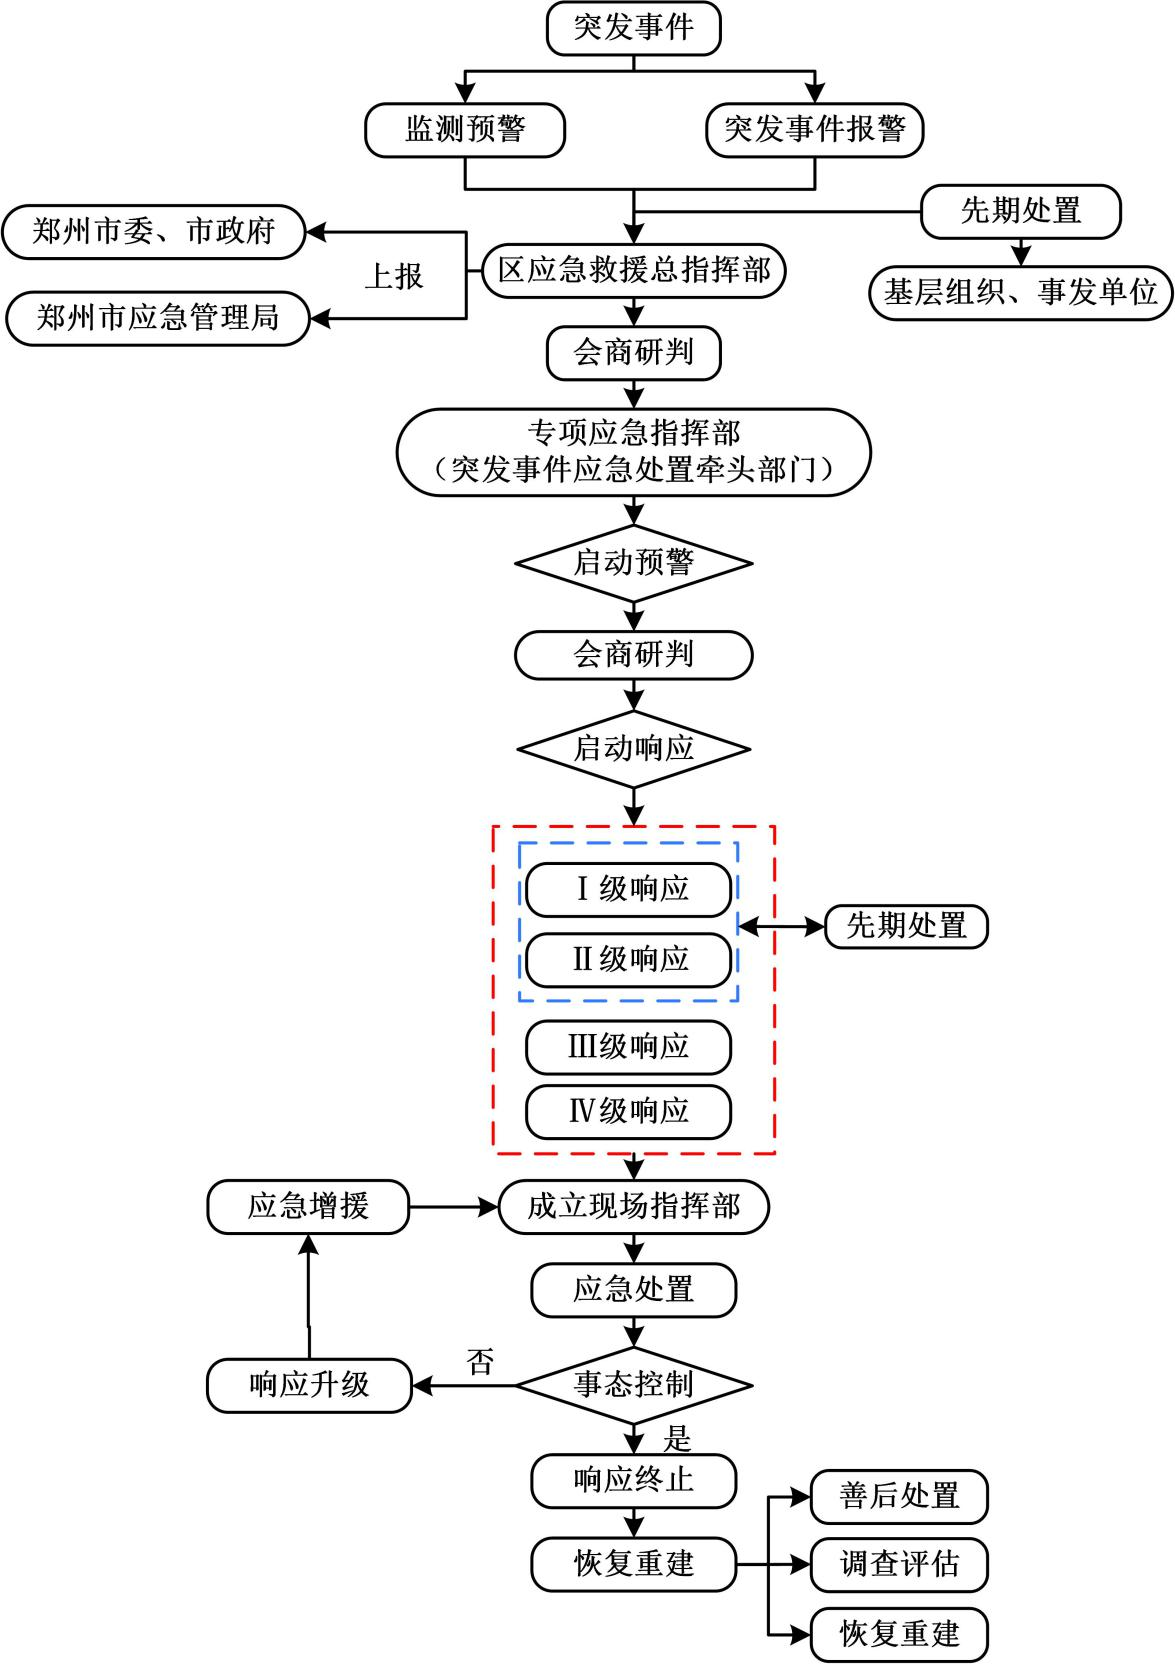 突发事件
监测预警
突发事件报警
先期处置
郑州市委、市政府
上报
区应急救援总指挥部
基层组织、事发单位
郑州市应急管理局
会商研判
专项应急指挥部
（突发事件应急处置牵头部门）
启动预警
会商研判
启动响应
Ⅰ级响应
先期处置
Ⅱ级响应
Ⅲ级响应
Ⅳ级响应
应急增援
成立现场指挥部
应急处置
否
响应升级
事态控制
是
响应终止
善后处置
恢复重建
调查评估
恢复重建